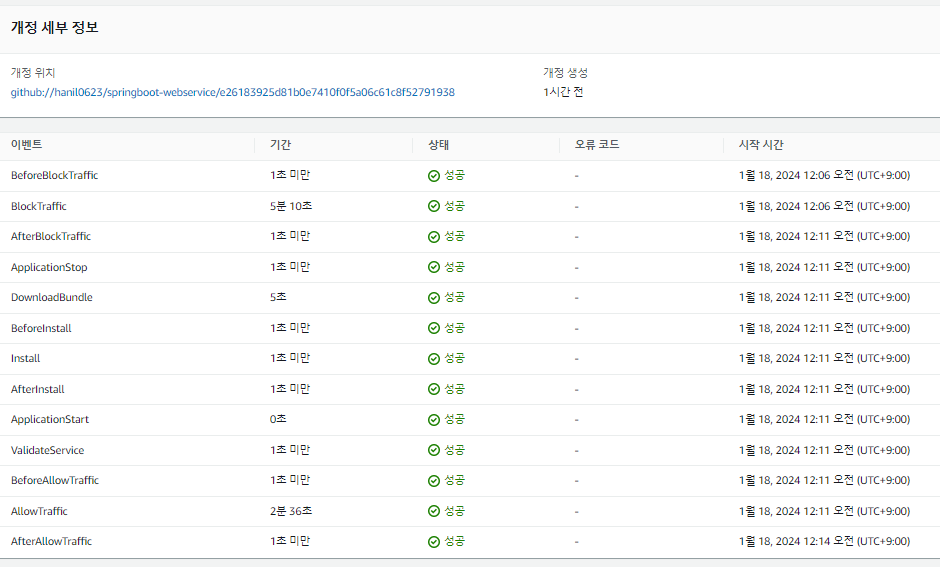 개정 세부 정보
개정 위치 개정 생성
github://hanil0623/springboot-webservice/e26183925d81b0e7410f0f5a06c61c8f52791938 1시간 전
이벤트 기간 상태 오류 코드 시작 시간
BeforeBlockTraffic 1초 미만 성공 - 1월 18, 2024 12:06 오전 (UTC+9:00)
BlockTraffic 5분 10초 성공 - 1월 18, 2024 12:06 오전 (UTC+9:00)
AfterBlockTraffic 1초 미만 성공 - 1월 18, 2024 12:11 오전 (UTC+9:00)
ApplicationStop 1초 미만 성공 - 1월 18, 2024 12:11 오전 (UTC+9:00)
DownloadBundle 5초 성공 - 1월 18, 2024 12:11 오전 (UTC+9:00)
BeforeInstall 1초 미만 성공 - 1월 18, 2024 12:11 오전 (UTC+9:00)
Install 1초 미만 성공 - 1월 18, 2024 12:11 오전 (UTC+9:00)
AfterInstall 1초 미만 성공 - 1월 18, 2024 12:11 오전 (UTC+9:00)
ApplicationStart 0초 성공 - 1월 18, 2024 12:11 오전 (UTC+9:00)
ValidateService 1초 미만 성공 - 1월 18, 2024 12:11 오전 (UTC+9:00)
BeforeAllowTraffic 1초 미만 성공 - 1월 18, 2024 12:11 오전 (UTC+9:00)
AllowTraffic 2분 36초 성공 - 1월 18, 2024 12:11 오전 (UTC+9:00)
AfterAllowTraffic 1초 미만 성공 - 1월 18, 2024 12:14 오전 (UTC+9:00)